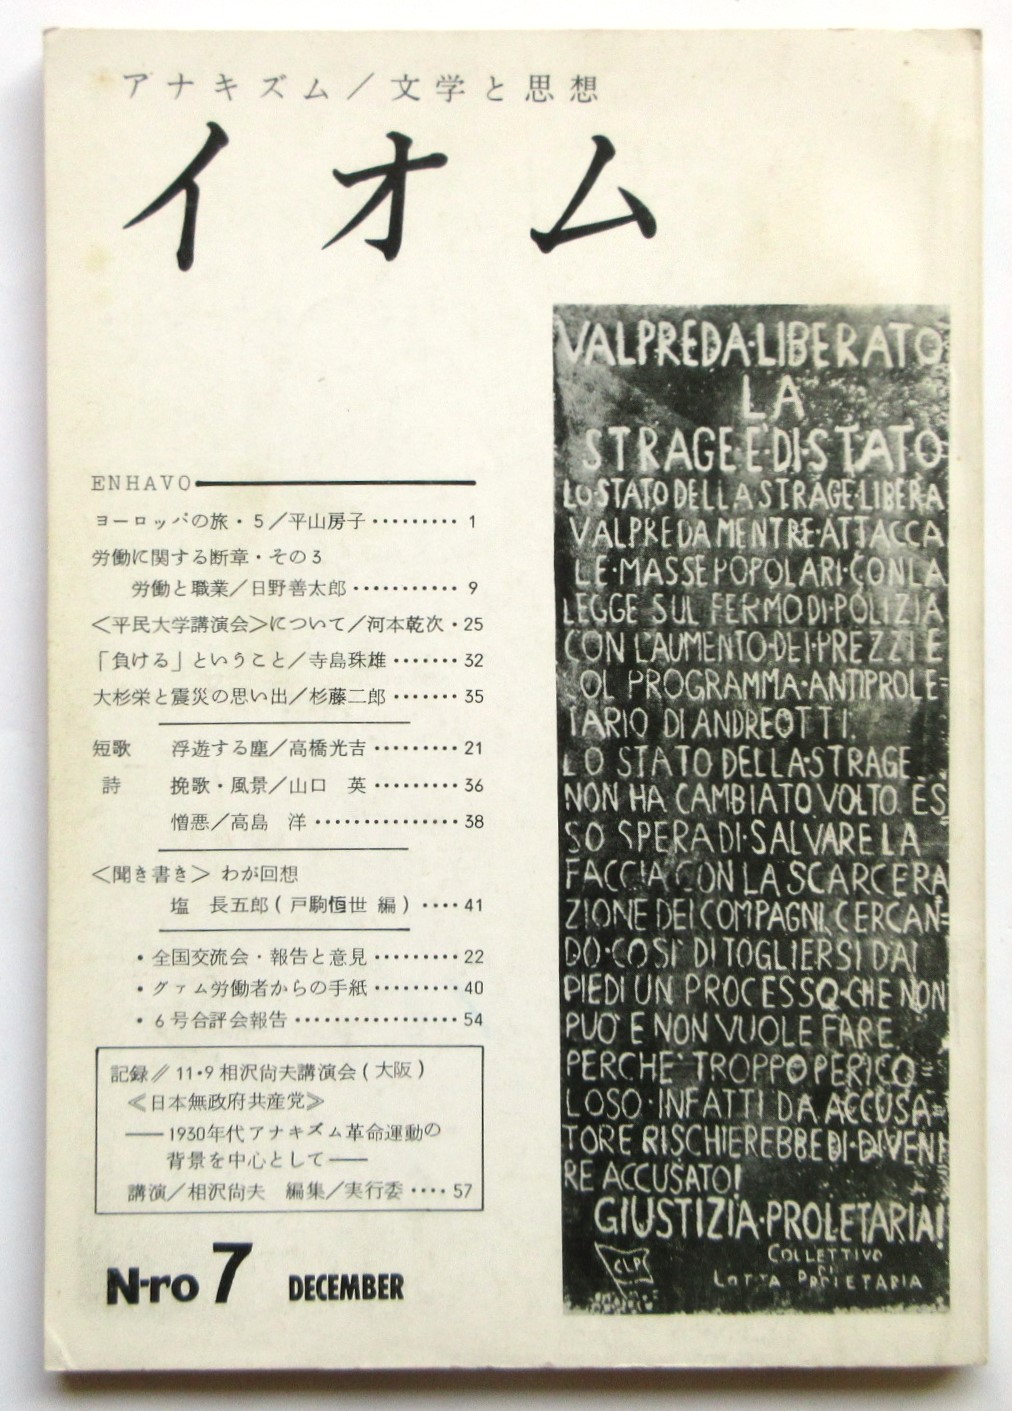 アナキズム／文学と思想
イオム
ENHAVO
ヨーロッパの旅・5／平山房子………1
労働に関する断章・その3
労働と職業／日野善太郎…………9
＜平民大学講演会＞について／河本乾次・25
「負ける」ということ／寺島珠雄……32
大杉栄と震災の思い出／杉藤二郎……35
短歌　浮遊する塵／高橋光吉………21
詩　挽歌・風景／山口　英………36
憎悪／高島　洋……………38
＜聞き書き＞ わが回想
塩　長五郎(戸駒恒世 編)‥‥41
・全国交流会・報告と意見………22
・グァム労働者からの手紙………40
・6号合評会報告………………54
記録∥11・9相沢尚夫講演会(大阪)
≪日本無政府共産党≫
――1930年代アナキズム革命運動の
背景を中心として――
講演／相沢尚夫　編集／実行委‥‥57
N-ro 7 DECEMBER
VALPREDA·LIBERATO
LA
STRAGE E'·DI·STATO
LO·STATO DELLA STRAGE·LIBERA
VALPREDA MENTRE·ATTACCA
LE·MASSE POPOLARI·CON LA
LEGGE SUL FERMO DI·POLIZIA
CON L'AUMENTO·DEI·PREZZI E
OL PROGRAMMA·ANTIPROLE=
TARIO DI ANDREOTTI.
LO STATO DELLA·STRAGE
NON HA CAMBIATO VOLTO. ES
SO SPERA DI·SALVARE LA
FACCIA CON LA SCARCERA
ZIONE DEI COMPAGNI, CERCAN=
DO·COSI' DI TOGLIERSI DAI
PIEDI UN PROCESSO·CHE NON
PUO' E NON VUOLE FARE
PERCHE' TROPPO PERICO=
LOSO·INFATTI DA ACCUSA=
TORE RISCHIEREBBE DI·DIVENI
RE ACCUSATO!
GIUSTIZIA·PROLETARIA!
COLLETTIVO
DI
LOTTA PROLETARIA
CLP